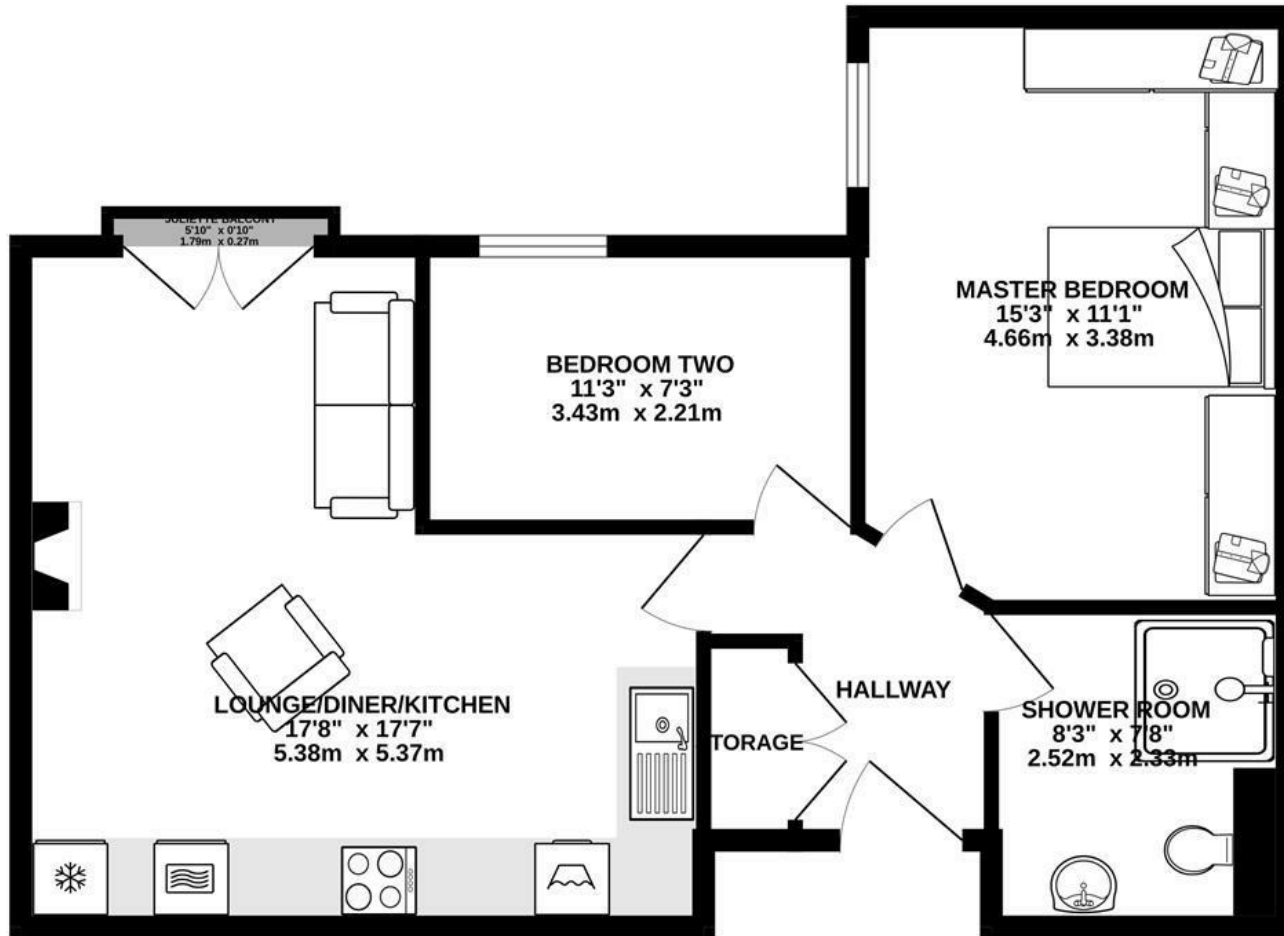 JULIETTE BALCONY
5'10" x 0'10"
1.79m x 0.27m
MASTER BEDROOM
15'3" x 11'1"
4.66m x 3.38m
BEDROOM TWO
11'3" x 7'3"
3.43m x 2.21m
LOUNGE/DINER/KITCHEN
17'8" x 17'7"
5.38m x 5.37m
HALLWAY
TORAGE
SHOWER ROOM
8'3" x 7'8"
2.52m x 2.33m